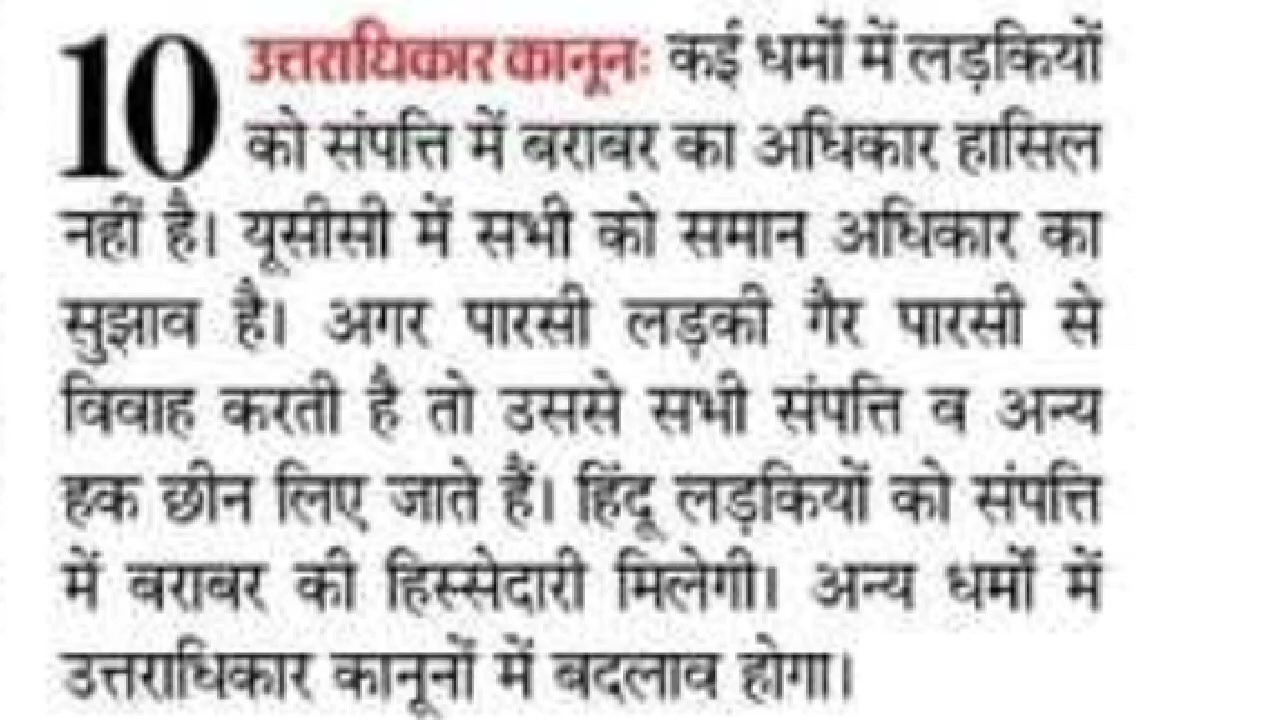 10 उत्तराधिकार कानूनः कई धर्मों में लड़कियों
को संपत्ति में बराबर का अधिकार हासिल
नहीं है। यूसीसी में सभी को समान अधिकार का
सुझाव है। अगर पारसी लड़की गैर पारसी से
विवाह करती है तो उससे सभी संपत्ति व अन्य
हक छीन लिए जाते हैं। हिंदू लड़कियों को संपत्ति
में बराबर की हिस्सेदारी मिलेगी। अन्य धर्मों में
उत्तराधिकार कानूनों में बदलाव होगा।